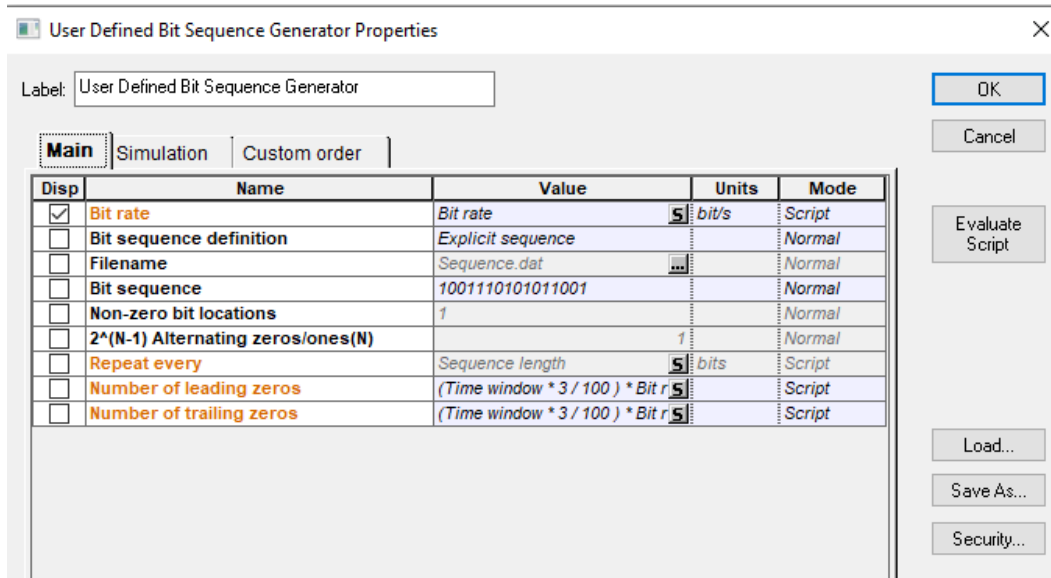 User Defined Bit Sequence Generator Properties
Label: User Defined Bit Sequence Generator
OK
Cancel
Main Simulation Custom order
Disp Name Value Units Mode
Bit rate Bit rate S bit/s Script
Bit sequence definition Explicit sequence Normal
Filename Sequence.dat ... Normal
Bit sequence 1001110101011001 Normal
Non-zero bit locations 1 Normal
2^(N-1) Alternating zeros/ones(N) 1 Normal
Repeat every Sequence length S bits Script
Number of leading zeros (Time window * 3 / 100 ) * Bit r S Script
Number of trailing zeros (Time window * 3 / 100 ) * Bit r S Script
Evaluate
Script
Load...
Save As...
Security...